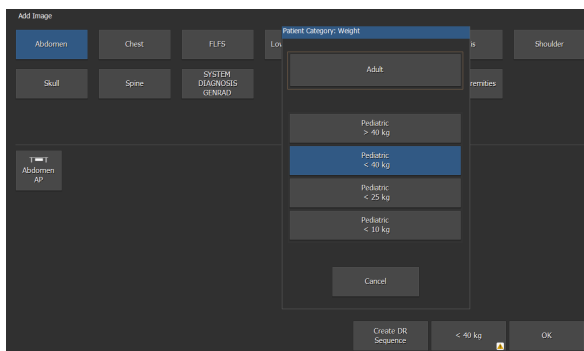 Add Image
Patient Category: Weight
Abdomen
Chest
FLFS
Shoulder
Adult
Skull
Spine
SYSTEM
DIAGNOSIS
GENRAD
Pediatric
> 40 kg
Abdomen
AP
Pediatric
< 40 kg
Pediatric
< 25 kg
Pediatric
< 10 kg
Cancel
Create DR
Sequence
< 40 kg
OK